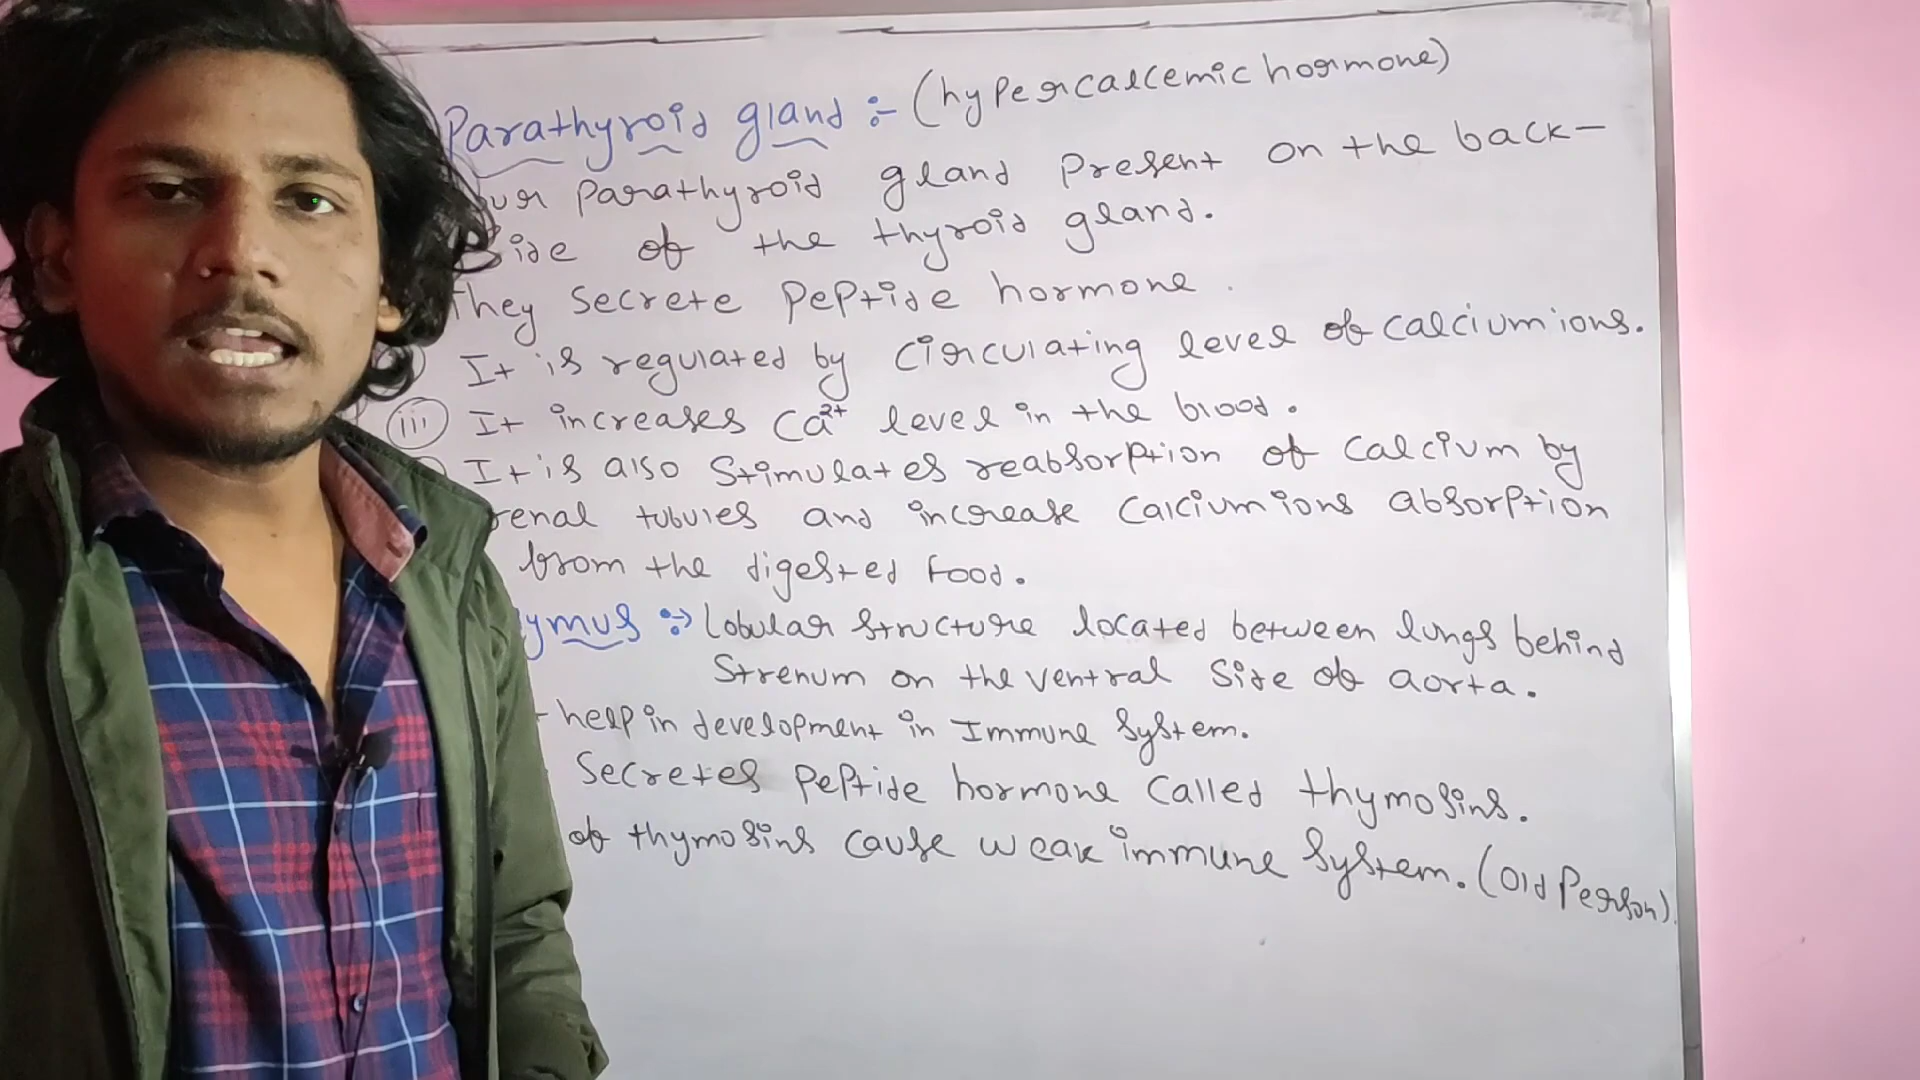 Parathyroid gland :- (hypercalcemic hormone)
our parathyroid gland Present on the back-
Side of the thyroid gland.
They Secrete Peptide hormone.
It is regulated by Circulating level of calcium ions.
(iii) It increases Ca2+ level in the blood.
It is also Stimulates reabsorption of Calcium by
renal tubules and increase Calcium ions absorption
from the digested food.
ymus :-> Lobular structure located between lungs behind
Strenum on the ventral Side of aorta.
help in development in Immune System.
Secretes Peptide hormone Called thymosins.
of thymosins cause weak immune System. (Old Person).